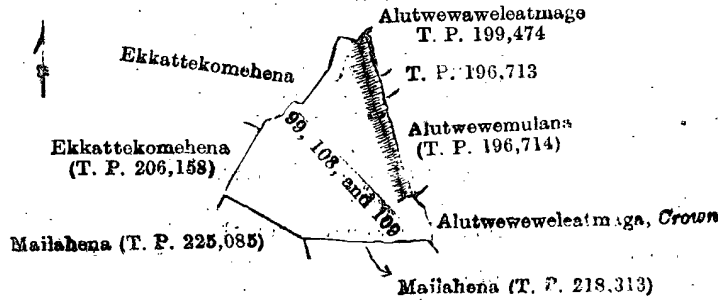 Alutwewaweleatmage
T. P. 199,474
Ekkattekomehena
T. P. 196,713
Alutwewemulana
(T. P. 196,714)
Ekkattekomehena
(T. P. 206,158)
99, 108, and 109
Alutweweweleatmaga, Crown
Mailahena (T. P. 225,085)
Mailahena (T. P. 218,313)